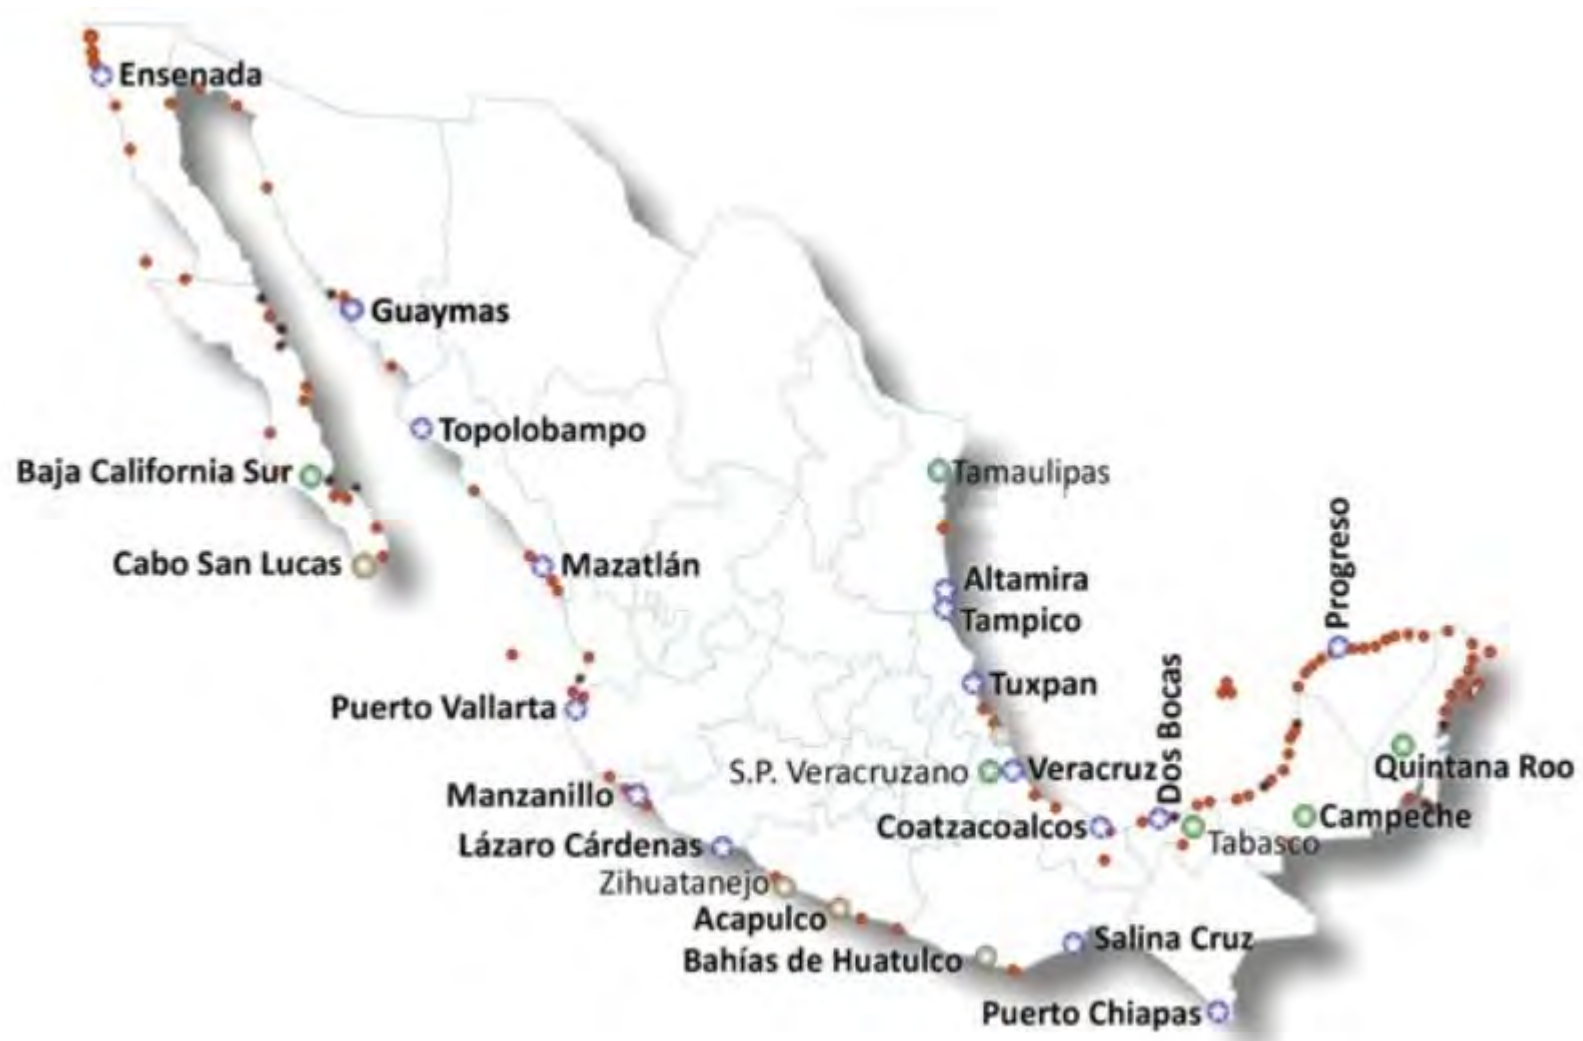 Ensenada
Guaymas
Topolobampo
Baja California Sur
Tamaulipas
Cabo San Lucas
Mazatlán
Altamira
Tampico
Progreso
Tuxpan
Puerto Vallarta
Dos Bocas
S.P. Veracruzano
Veracruz
Quintana Roo
Manzanillo
Coatzacoalcos
Campeche
Lázaro Cárdenas
Tabasco
Zihuatanejo
Acapulco
Salina Cruz
Bahías de Huatulco
Puerto Chiapas